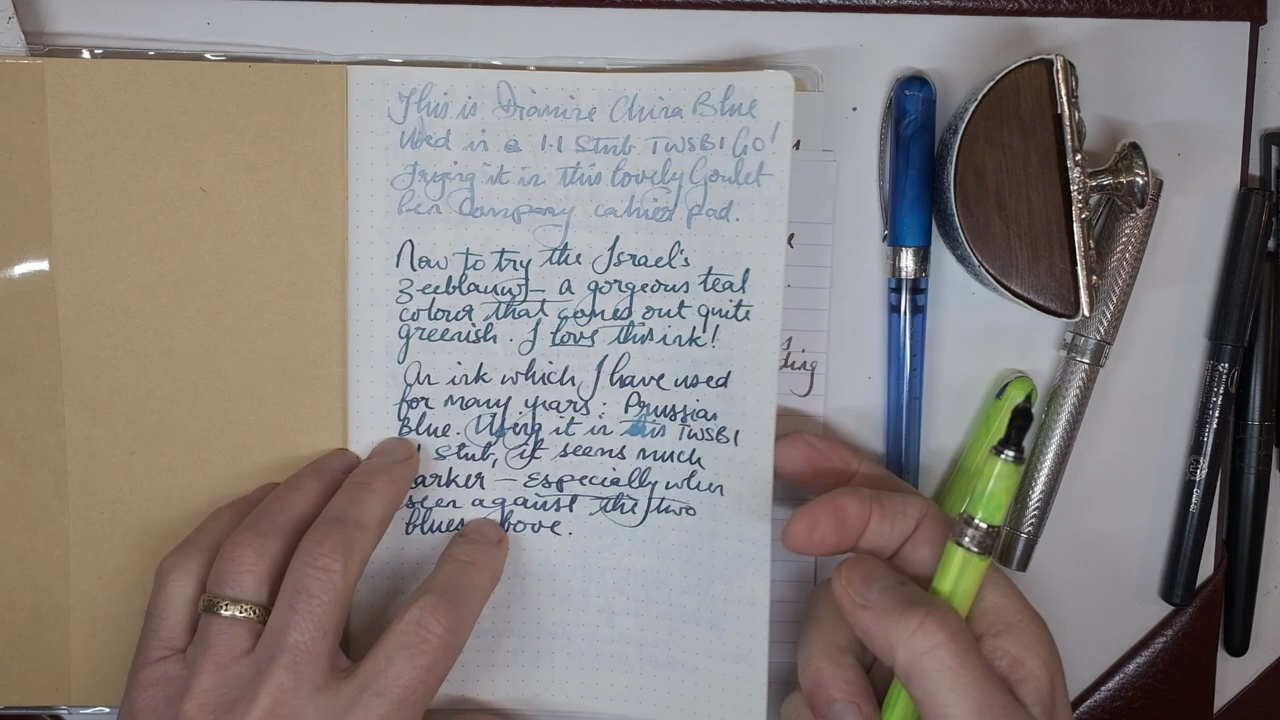 This is Diamine China Blue
Used in a 1.1 Stub TWSBI GO!
Trying it in this lovely Goulet
Pen Company cahier pad.
Now to try the Israel's
Zeeblauw – a gorgeous teal
colour that comes out quite
greenish. I love this ink!
An ink which I have used
for many years: Prussian
Blue. Using it in this TWSBI
stub, it seems much
arker – especially when
seen against the two
blues bove.
ding